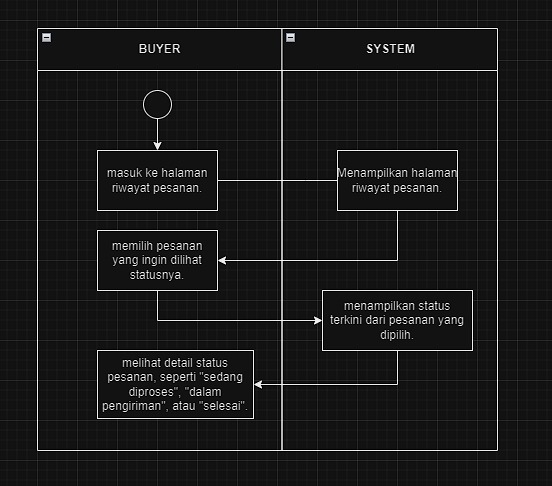 BUYER
SYSTEM
masuk ke halaman
riwayat pesanan.
Menampilkan halaman
riwayat pesanan.
memilih pesanan
yang ingin dilihat
statusnya.
menampilkan status
terkini dari pesanan yang
dipilih.
melihat detail status
pesanan, seperti "sedang
diproses", "dalam
pengiriman", atau "selesai".